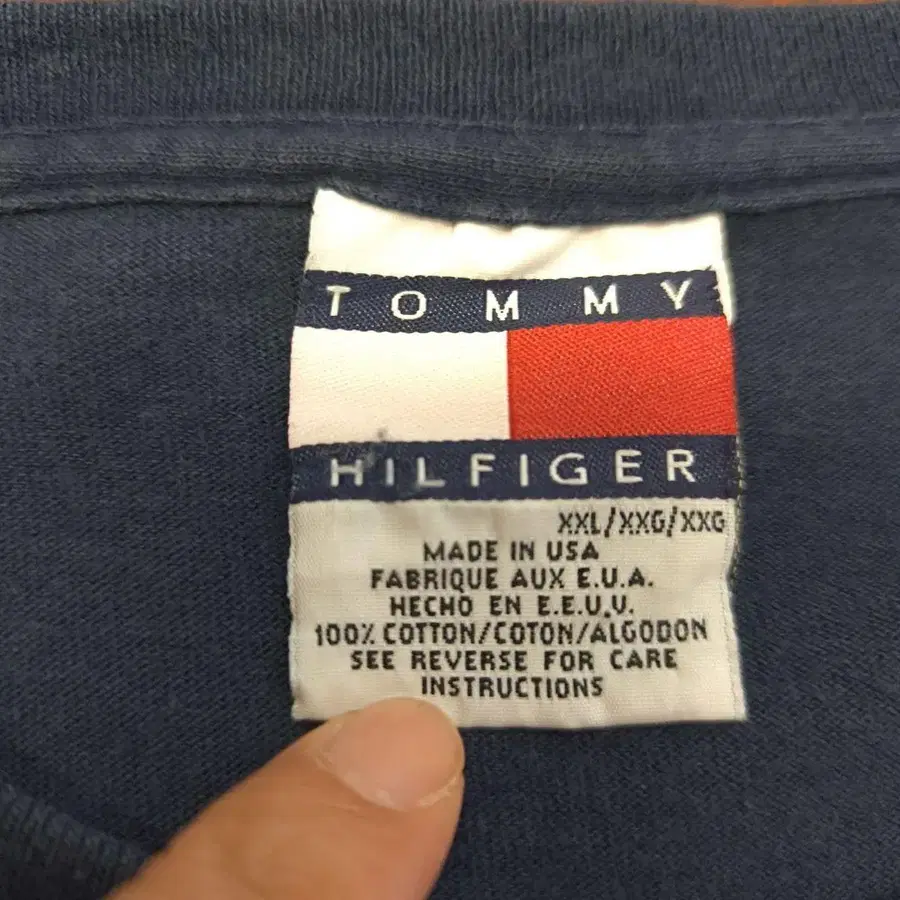 TOMMY
HILFIGER
XXL/XXG/XXG
MADE IN USA
FABRIQUE AUX E.U.A.
HECHO EN E.E.U.U.
100% COTTON/COTON/ALGODON
SEE REVERSE FOR CARE
INSTRUCTIONS